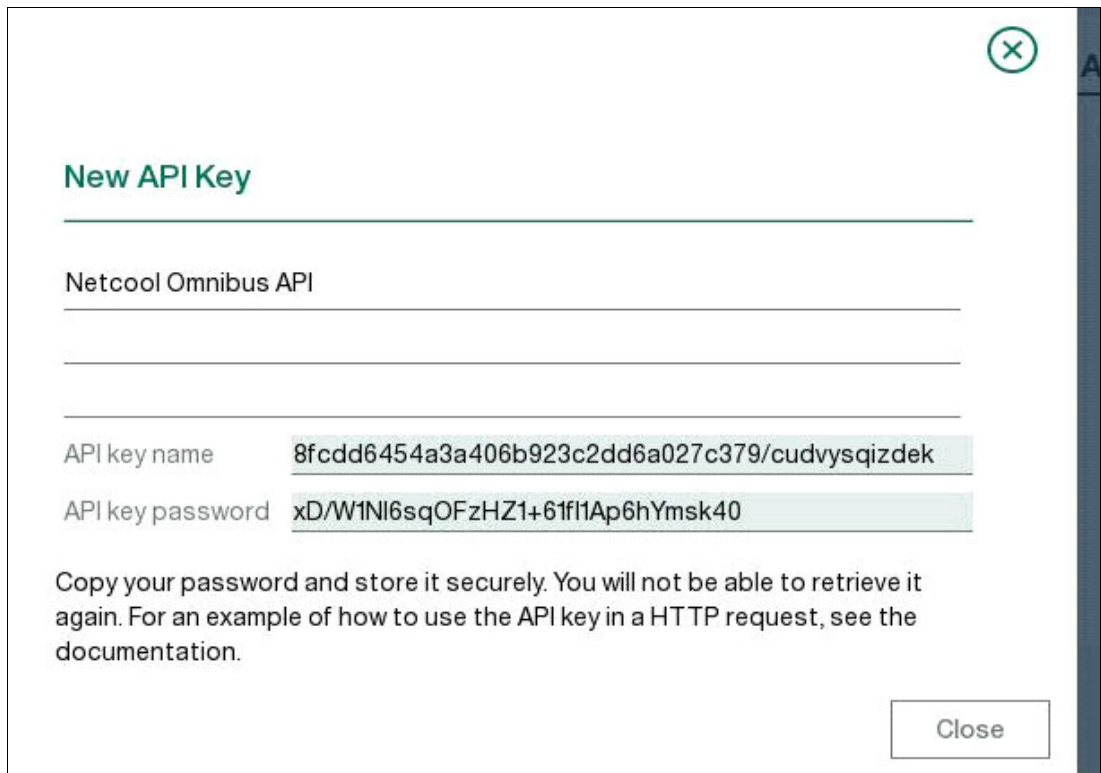 A
New API Key
Netcool Omnibus API
API key name 8fcdd6454a3a406b923c2dd6a027c379/cudvysqizdek
API key password xD/W1Nl6sqOFzHZ1+61fl1Ap6hYmsk40
Copy your password and store it securely. You will not be able to retrieve it
again. For an example of how to use the API key in a HTTP request, see the
documentation.
Close